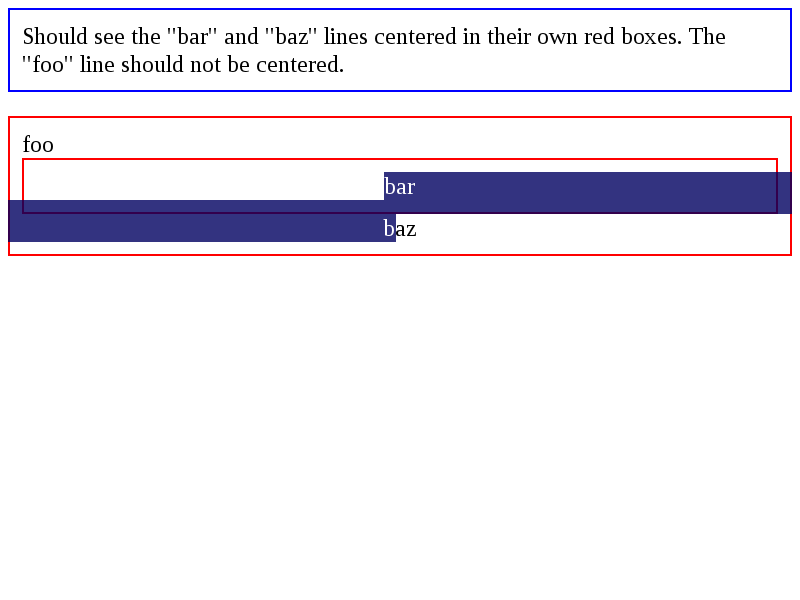 Should see the "bar" and "baz" lines centered in their own red boxes. The
"foo" line should not be centered.
foo
bar
baz